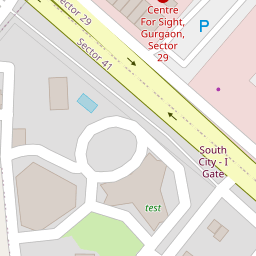 Centre
For Sight,
Gurgaon,
Sector
29
P
Sector 29
Sector 41
South
City - I
Gate
test